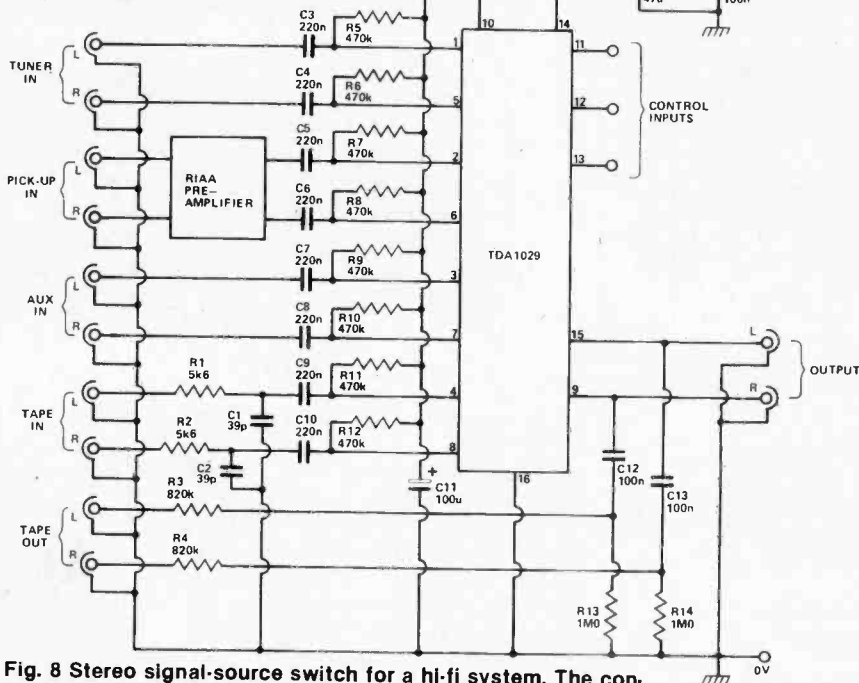 47u
100n
C3
220n
R5
470k
10
14
L
1
11
TUNER
IN
C4
220n
R6
470k
R
5
12
CONTROL
INPUTS
C5
220n
R7
470k
L
2
13
PICK-UP
IN
RIAA
PRE-
AMPLIFIER
C6
220n
R8
470k
R
6
TDA1029
C7
220n
R9
470k
L
3
AUX
IN
C8
220n
R10
470k
R
7
15
L
R1
5k6
C9
220n
R11
470k
OUTPUT
L
4
9
R
TAPE
IN
R2
5k6
C1
39p
C10
220n
R12
470k
R
8
C2
39p
16
+
C11
100u
C12
100n
C13
100n
R3
820k
L
TAPE
OUT
R4
820k
R
R13
1M0
R14
1M0
0V
Fig. 8 Stereo signal-source switch for a hi-fi system. The con-